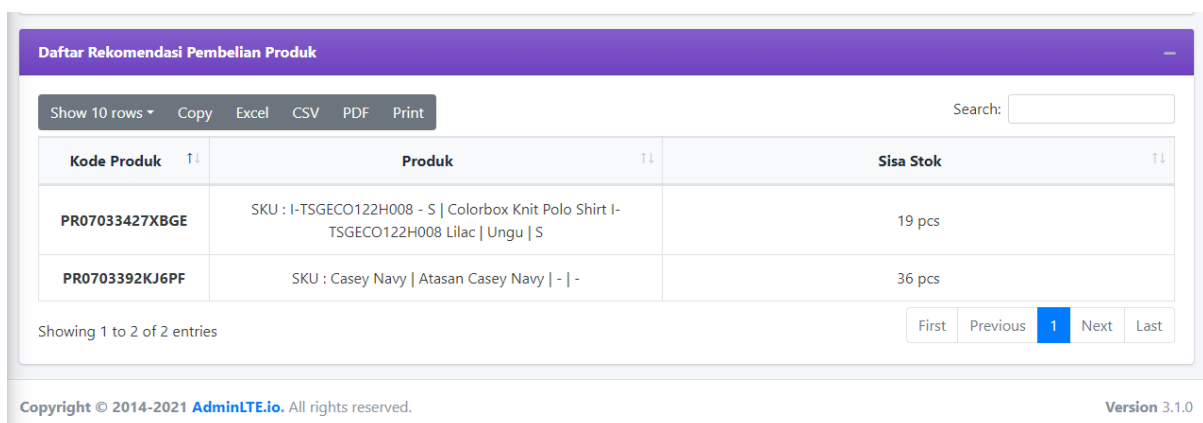 Daftar Rekomendasi Pembelian Produk
Show 10 rows Copy Excel CSV PDF Print Search:
Kode Produk Produk Sisa Stok
PR07033427XBGE SKU : I-TSGECO122H008 - S | Colorbox Knit Polo Shirt I-
TSGECO122H008 Lilac | Ungu | S 19 pcs
PR0703392KJ6PF SKU : Casey Navy | Atasan Casey Navy | - | - 36 pcs
Showing 1 to 2 of 2 entries First Previous 1 Next Last
Copyright © 2014-2021 AdminLTE.io. All rights reserved. Version 3.1.0